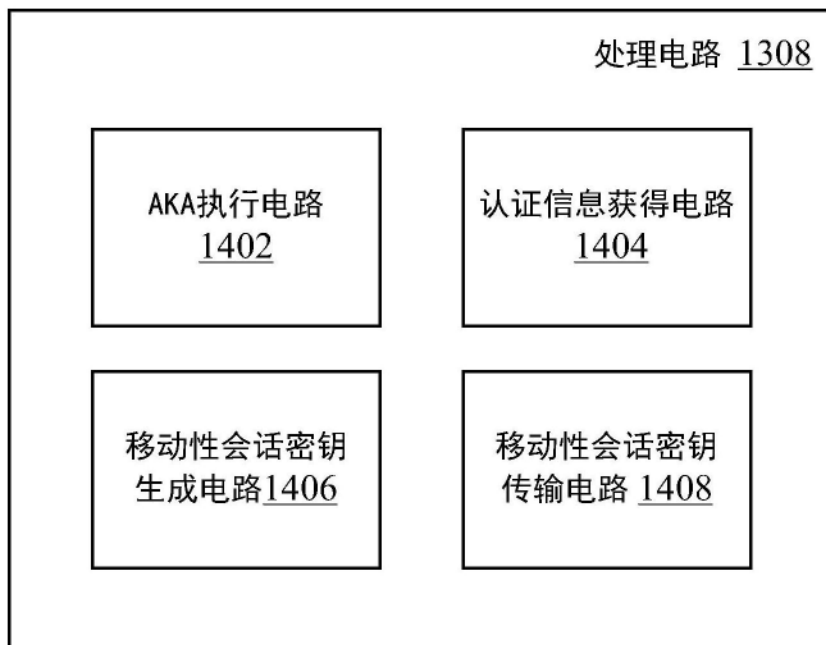 处理电路 1308
AKA执行电路
1402
认证信息获得电路
1404
移动性会话密钥
生成电路1406
移动性会话密钥
传输电路 1408